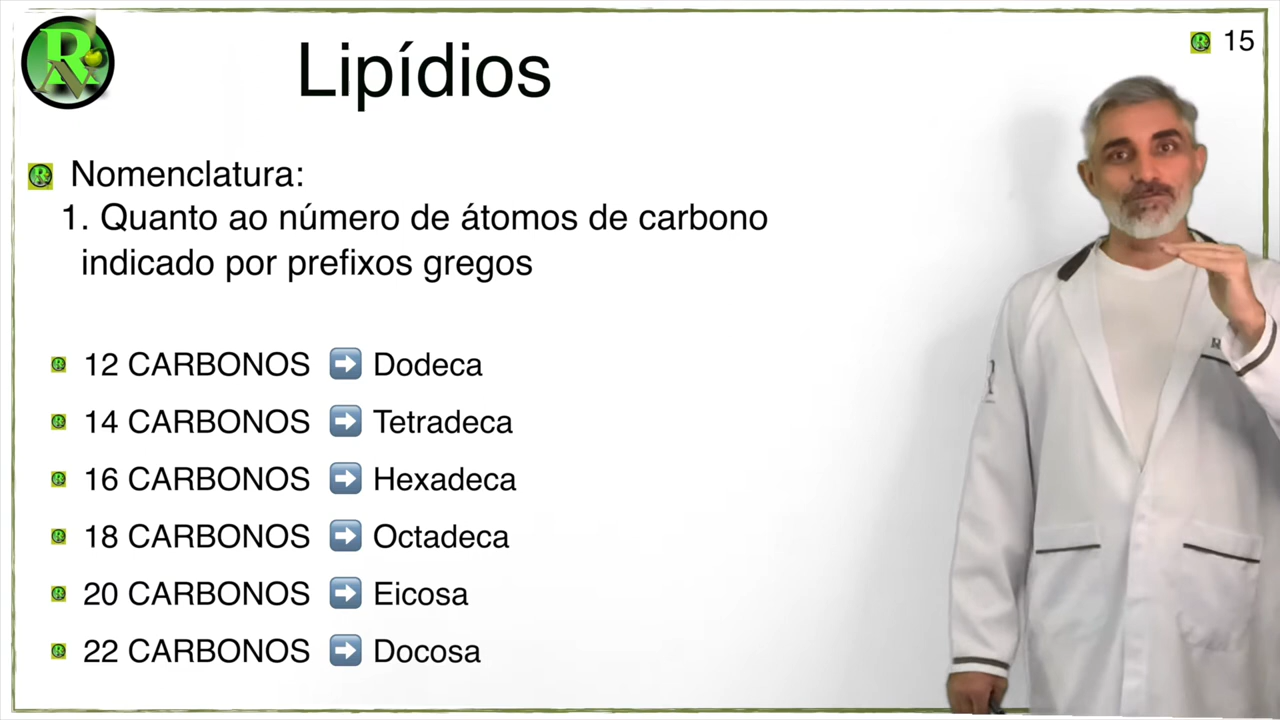 Lipídios
15
Nomenclatura:
1. Quanto ao número de átomos de carbono
indicado por prefixos gregos
12 CARBONOS ➡ Dodeca
14 CARBONOS ➡ Tetradeca
16 CARBONOS ➡ Hexadeca
18 CARBONOS ➡ Octadeca
20 CARBONOS ➡ Eicosa
22 CARBONOS ➡ Docosa